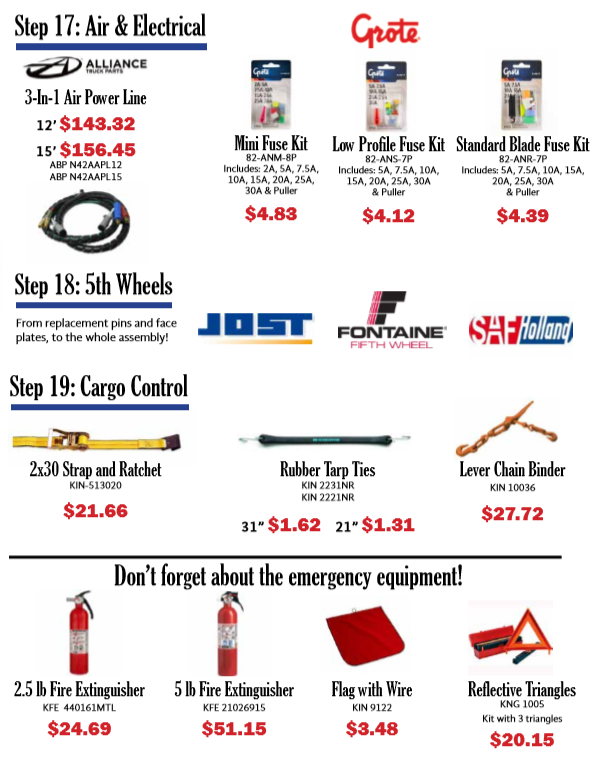 Step 17: Air & Electrical
Grote
ALLIANCE
TRUCK PARTS
3-In-1 Air Power Line
12’ $143.32
15’ $156.45
ABP N42AAPL12
ABP N42AAPL15
Grote
Mini Fuse Kit
82-ANM-8P
Includes: 2A, 5A, 7.5A,
10A, 15A, 20A, 25A,
30A & Puller
$4.83
Grote
Low Profile Fuse Kit
82-ANS-7P
Includes: 5A, 7.5A, 10A,
15A, 20A, 25A, 30A
& Puller
$4.12
Grote
Standard Blade Fuse Kit
82-ANR-7P
Includes: 5A, 7.5A, 10A, 15A,
20A, 25A, 30A
& Puller
$4.39
Step 18: 5th Wheels
From replacement pins and face
plates, to the whole assembly!
JOST
FONTAINE
FIFTH WHEEL
SAF Holland
Step 19: Cargo Control
2x30 Strap and Ratchet
KIN-513020
$21.66
Rubber Tarp Ties
KIN 2231NR
KIN 2221NR
31” $1.62 21” $1.31
Lever Chain Binder
KIN 10036
$27.72
Don’t forget about the emergency equipment!
2.5 lb Fire Extinguisher
KFE 440161MTL
$24.69
5 lb Fire Extinguisher
KFE 21026915
$51.15
Flag with Wire
KIN 9122
$3.48
Reflective Triangles
KNG 1005
Kit with 3 triangles
$20.15